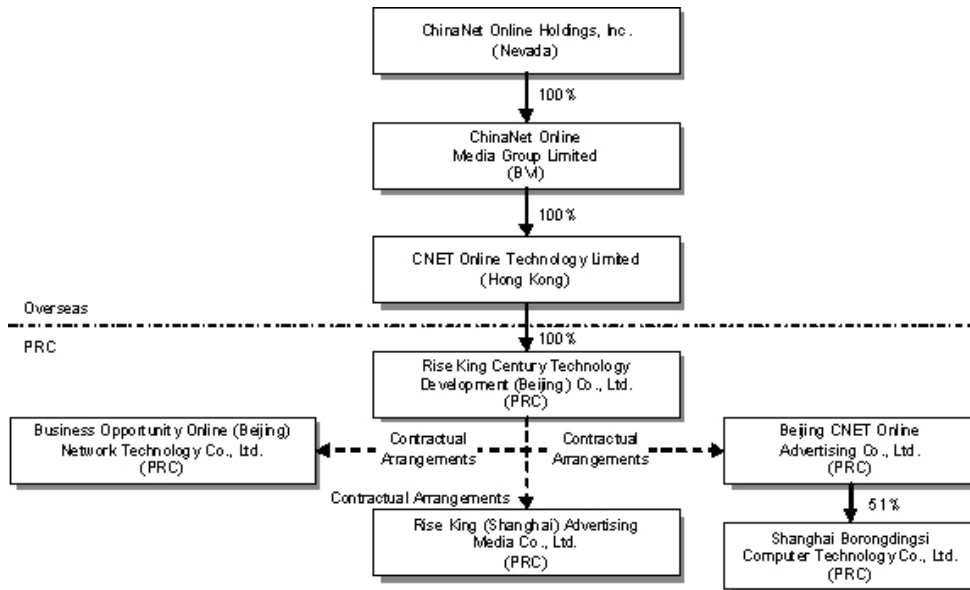 ChinaNet Online Holdings, Inc.
(Nevada)
100%
ChinaNet Online
Media Group Limited
(BVI)
100%
CNET Online Technology Limited
(Hong Kong)
Overseas
PRC
100%
Rise King Century Technology
Development (Beijing) Co., Ltd.
(PRC)
Business Opportunity Online (Beijing)
Network Technology Co., Ltd.
(PRC)
Contractual
Arrangements
Contractual
Arrangements
Beijing CNET Online
Advertising Co., Ltd.
(PRC)
Contractual Arrangements
Rise King (Shanghai) Advertising
Media Co., Ltd.
(PRC)
51%
Shanghai Borongdingsi
Computer Technology Co., Ltd.
(PRC)